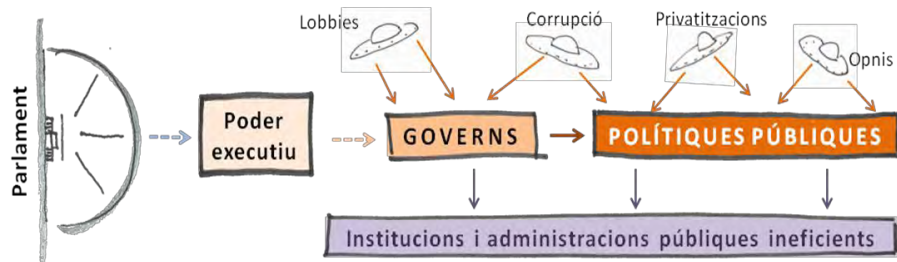 Lobbies
Corrupció
Privatitzacions
Opnis
Parlament
Poder
executiu
GOVERNS
POLÍTIQUES PÚBLIQUES
Institucions i administracions públiques ineficients